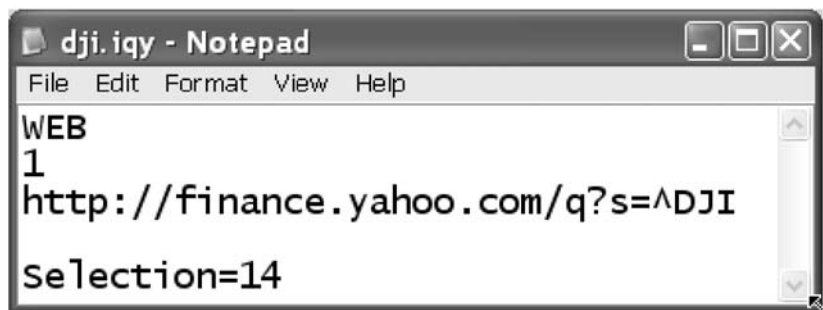 dji.iqy - Notepad
File Edit Format View Help
WEB
1
http://finance.yahoo.com/q?s=^DJI
Selection=14